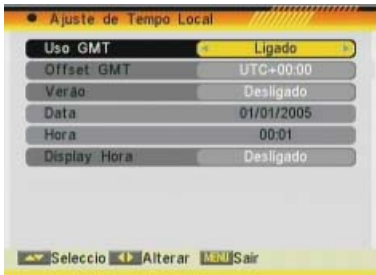 Ajuste de Tempo Local
Uso GMT Ligado
Offset GMT UTC+00:00
Verão Desligado
Data 01/01/2005
Hora 00:01
Display Hora Desligado
Seleccio Alterar MENU Sair